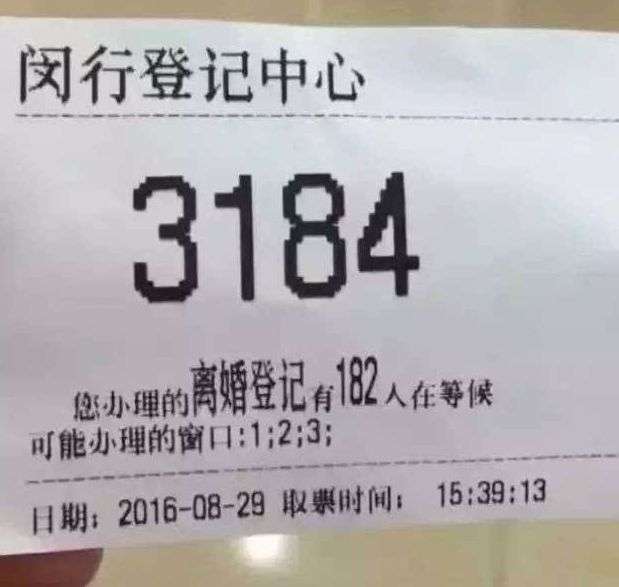 闵行登记中心
3184
您办理的离婚登记有182人在等候
可能办理的窗口:1;2;3;
日期: 2016-08-29 取票时间: 15:39:13